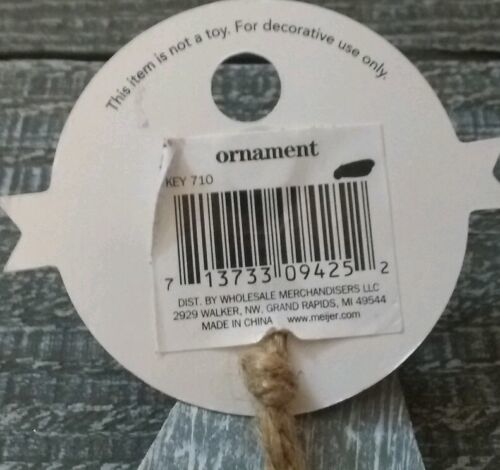 This item is not a toy. For decorative use only.
ornament
KEY 710
7 13733 09425 2
DIST. BY WHOLESALE MERCHANDISERS LLC
2929 WALKER, NW, GRAND RAPIDS, MI 49544
MADE IN CHINA www.meijer.com